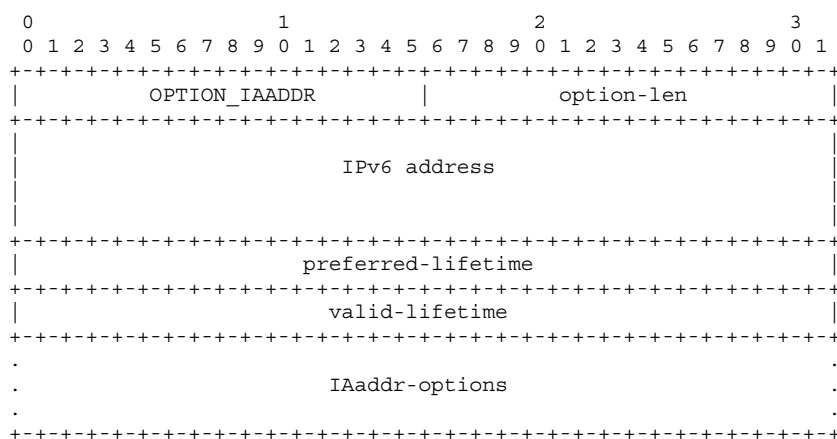 0                   1                   2                   3
0 1 2 3 4 5 6 7 8 9 0 1 2 3 4 5 6 7 8 9 0 1 2 3 4 5 6 7 8 9 0 1
+-+-+-+-+-+-+-+-+-+-+-+-+-+-+-+-+-+-+-+-+-+-+-+-+-+-+-+-+-+-+-+-+
|          OPTION_IAADDR        |          option-len           |
+-+-+-+-+-+-+-+-+-+-+-+-+-+-+-+-+-+-+-+-+-+-+-+-+-+-+-+-+-+-+-+-+
|                                                               |
|                         IPv6 address                          |
|                                                               |
|                                                               |
+-+-+-+-+-+-+-+-+-+-+-+-+-+-+-+-+-+-+-+-+-+-+-+-+-+-+-+-+-+-+-+-+
|                      preferred-lifetime                       |
+-+-+-+-+-+-+-+-+-+-+-+-+-+-+-+-+-+-+-+-+-+-+-+-+-+-+-+-+-+-+-+-+
|                        valid-lifetime                         |
+-+-+-+-+-+-+-+-+-+-+-+-+-+-+-+-+-+-+-+-+-+-+-+-+-+-+-+-+-+-+-+-+
.                                                               .
.                        IAaddr-options                         .
.                                                               .
+-+-+-+-+-+-+-+-+-+-+-+-+-+-+-+-+-+-+-+-+-+-+-+-+-+-+-+-+-+-+-+-+